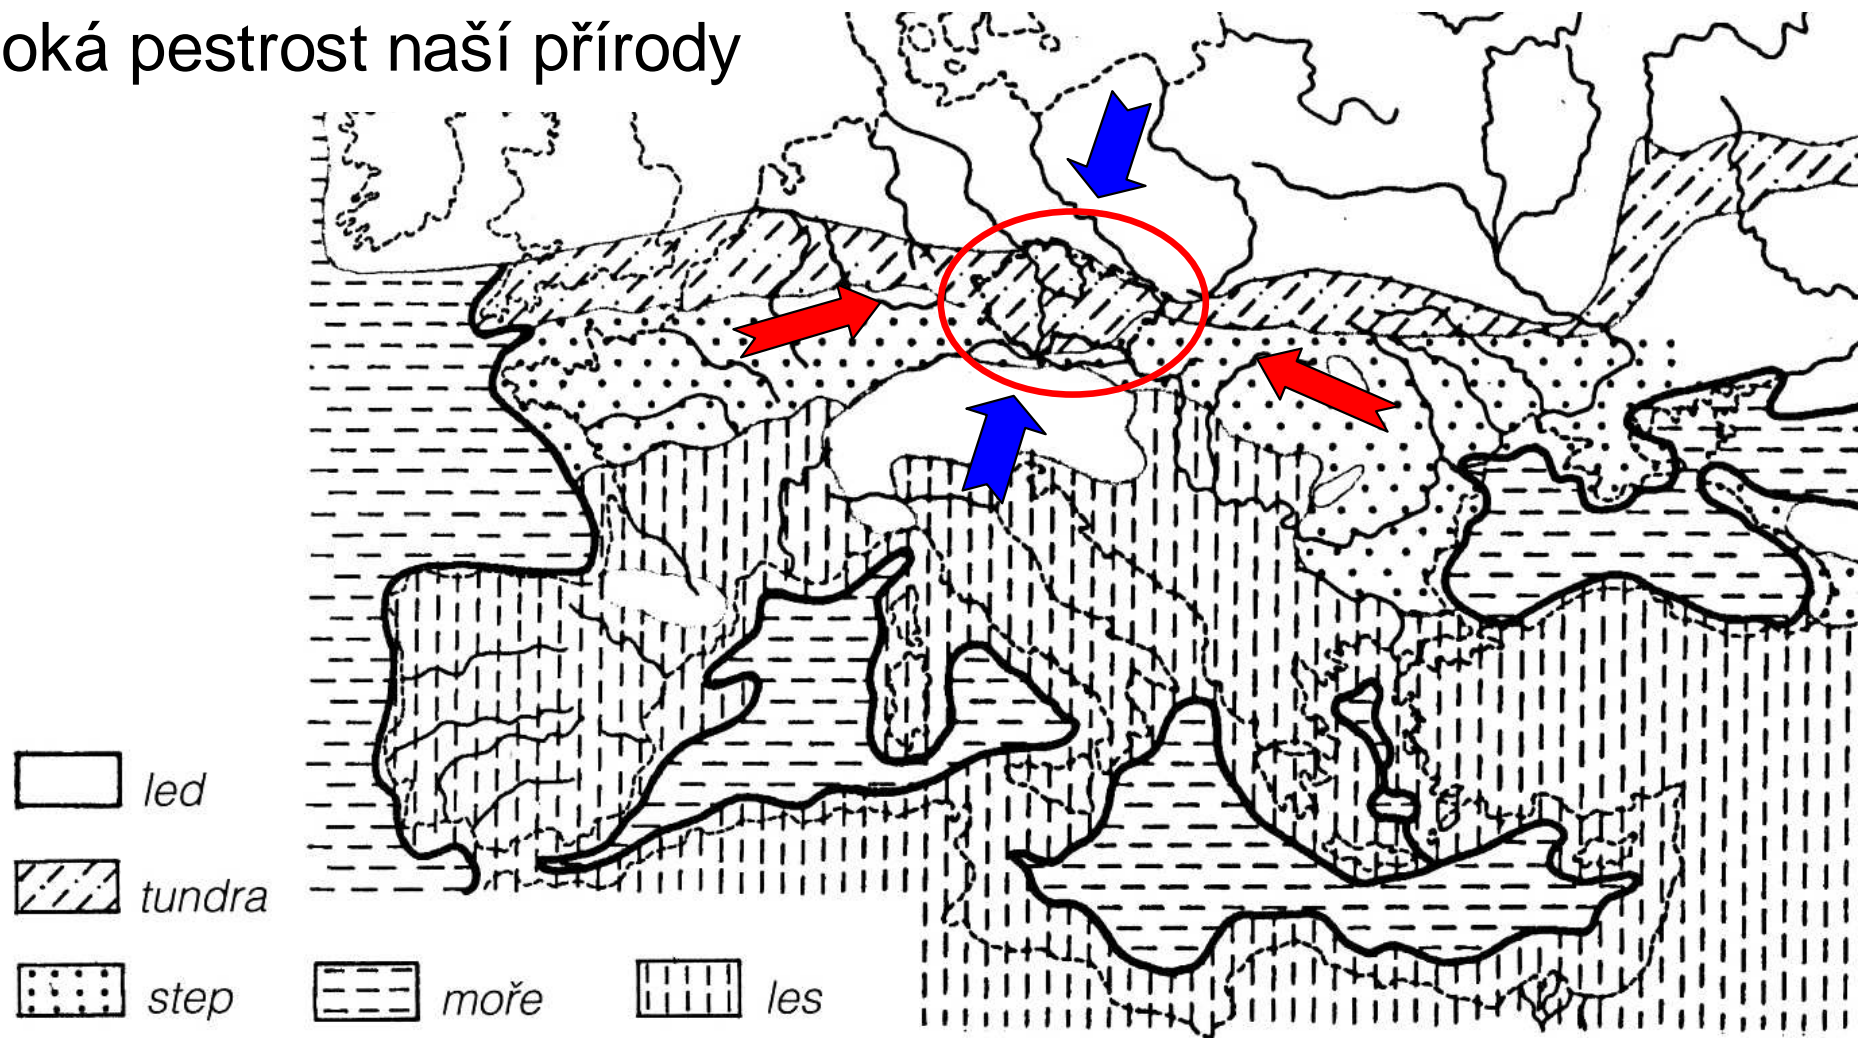 oká pestrost naší přírody
led
tundra
step
moře
les